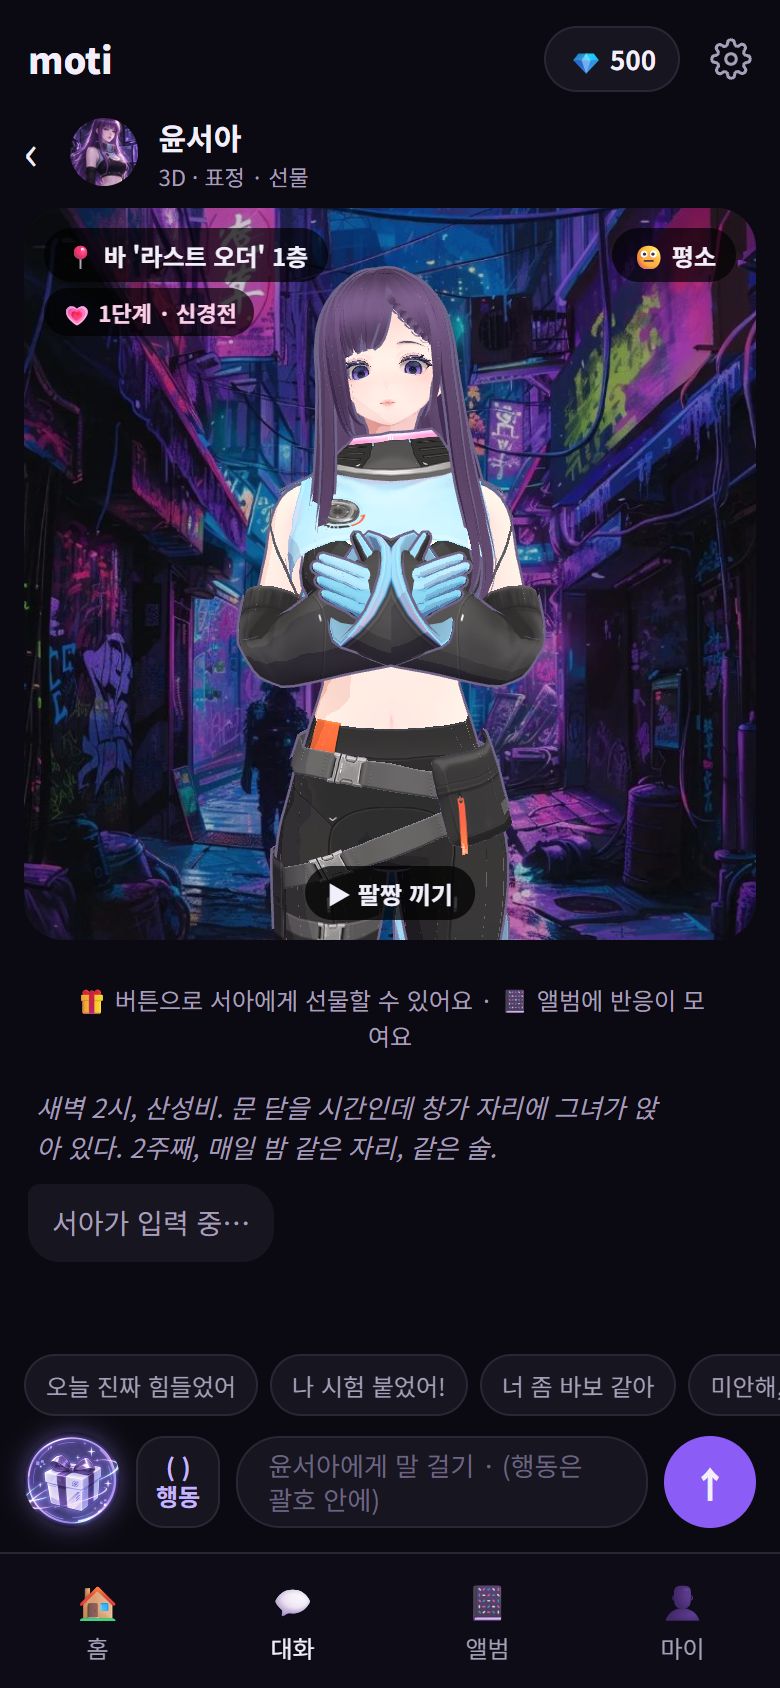 moti
500
윤서아
3D · 표정 · 선물
바 '라스트 오더' 1층
평소
1단계 · 신경전
▶ 팔짱 끼기
버튼으로 서아에게 선물할 수 있어요 · 앨범에 반응이 모
여요
새벽 2시, 산성비. 문 닫을 시간인데 창가 자리에 그녀가 앉
아 있다. 2주째, 매일 밤 같은 자리, 같은 술.
서아가 입력 중…
오늘 진짜 힘들었어
나 시험 붙었어!
너 좀 바보 같아
미안해,
( )
행동
윤서아에게 말 걸기 · (행동은
괄호 안에)
홈
대화
앨범
마이